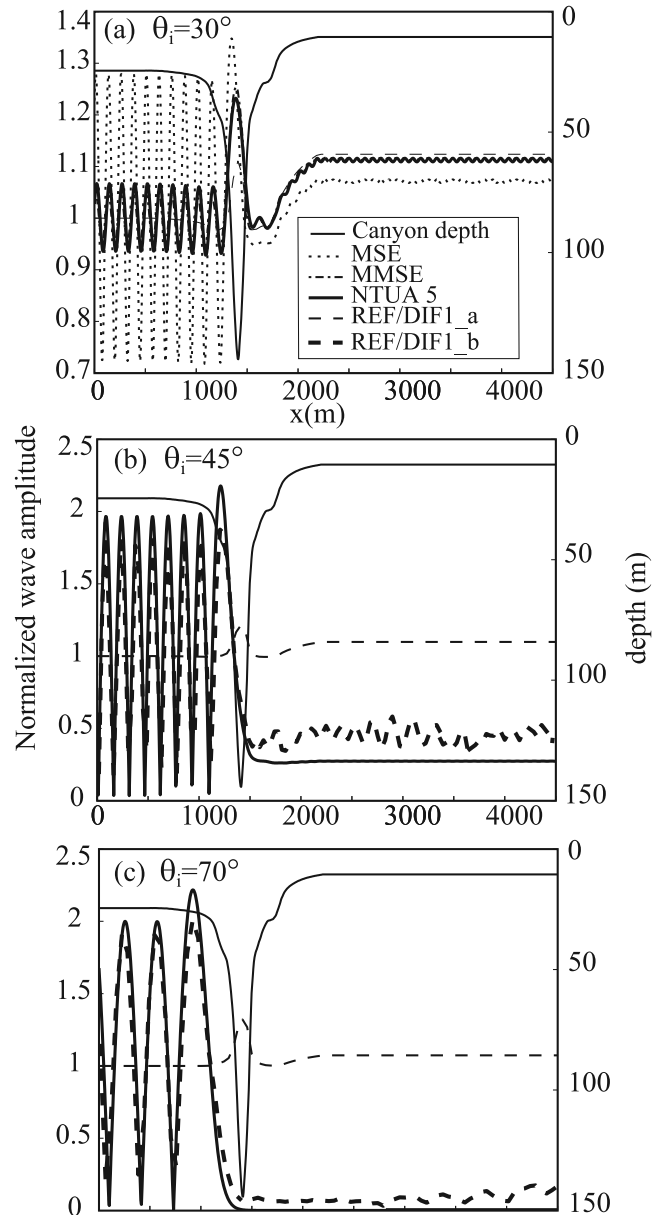 (a) θi=30°
1.4
1.3
1.2
1.1
1
0.9
0.8
0.7
0
50
100
150
Canyon depth
MSE
MMSE
NTUA 5
REF/DIF1_a
REF/DIF1_b
0 1000 2000 3000 4000
x(m)
Normalized wave amplitude
depth (m)
(b) θi=45°
2.5
2
1.5
1
0.5
0
0
50
100
150
0 1000 2000 3000 4000
(c) θi=70°
2.5
2
1.5
1
0.5
0
0
50
100
150